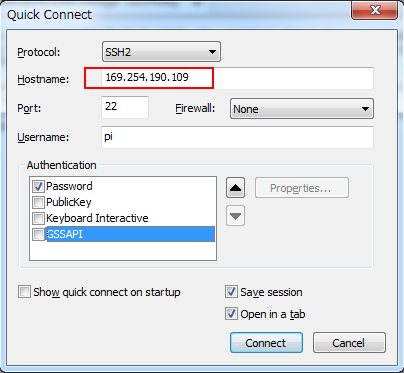 Quick Connect
Protocol: SSH2
Hostname: 169.254.190.109
Port: 22 Firewall: None
Username: pi
Authentication
Password
PublicKey
Keyboard Interactive
GSSAPI
Properties...
Show quick connect on startup
Save session
Open in a tab
Connect Cancel